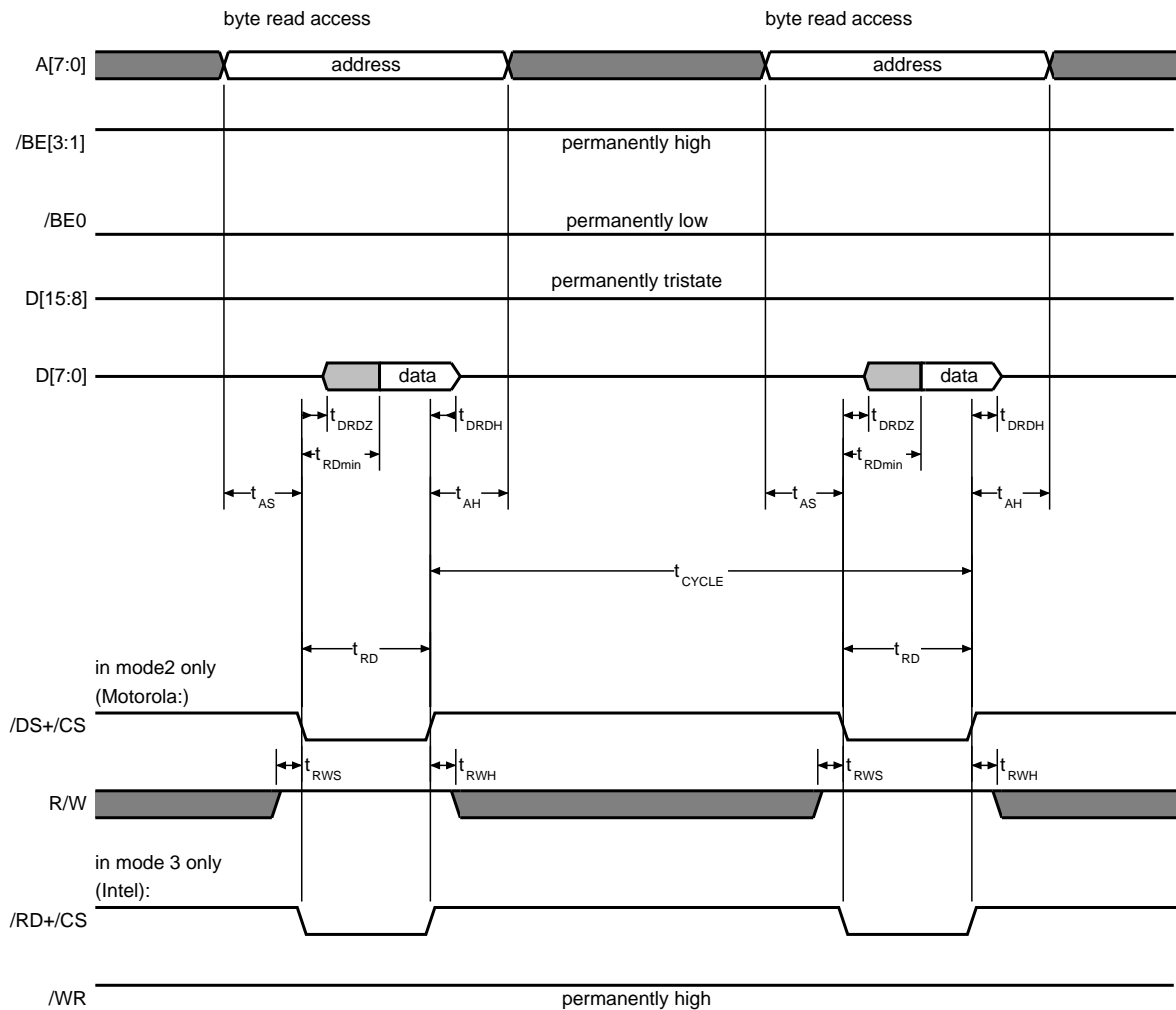 byte read access byte read access
A[7:0] address address
/BE[3:1] permanently high
/BE0 permanently low
D[15:8] permanently tristate
D[7:0] data data
tDRDZ tDRDH tDRDZ tDRDH
tRDmin tRDmin
tAS tAH tAS tAH
tCYCLE
tRD tRD
in mode2 only
(Motorola:)
/DS+/CS
tRWS tRWH tRWS tRWH
R/W
in mode 3 only
(Intel):
/RD+/CS
/WR permanently high